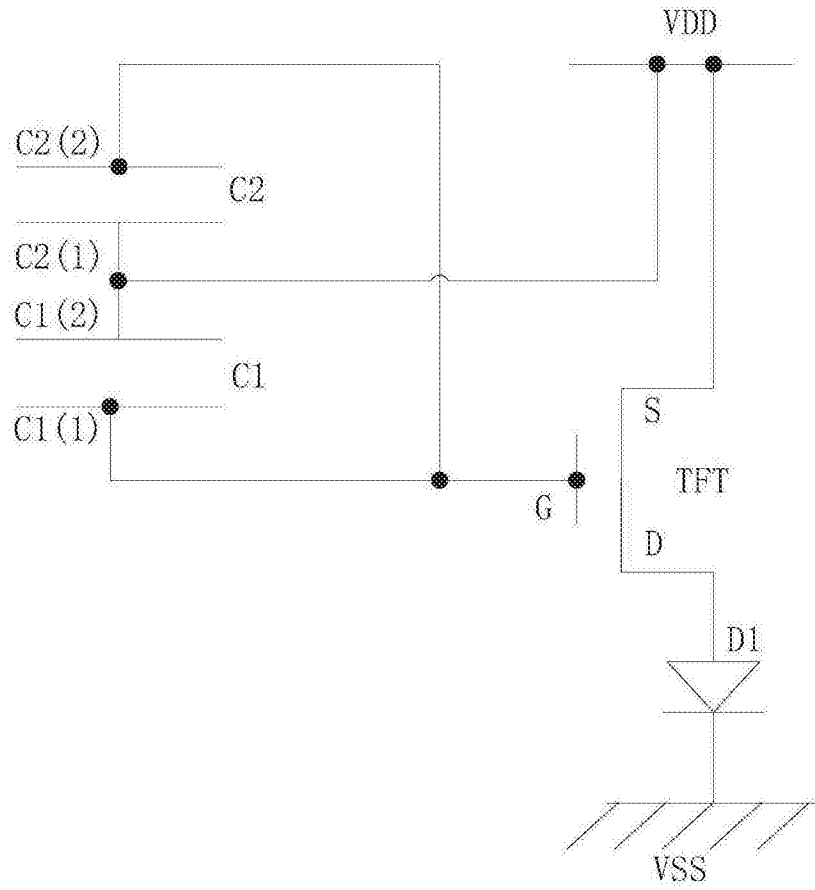 VDD
C2(2)
C2
C2(1)
C1(2)
C1
C1(1)
S
TFT
G
D
D1
VSS